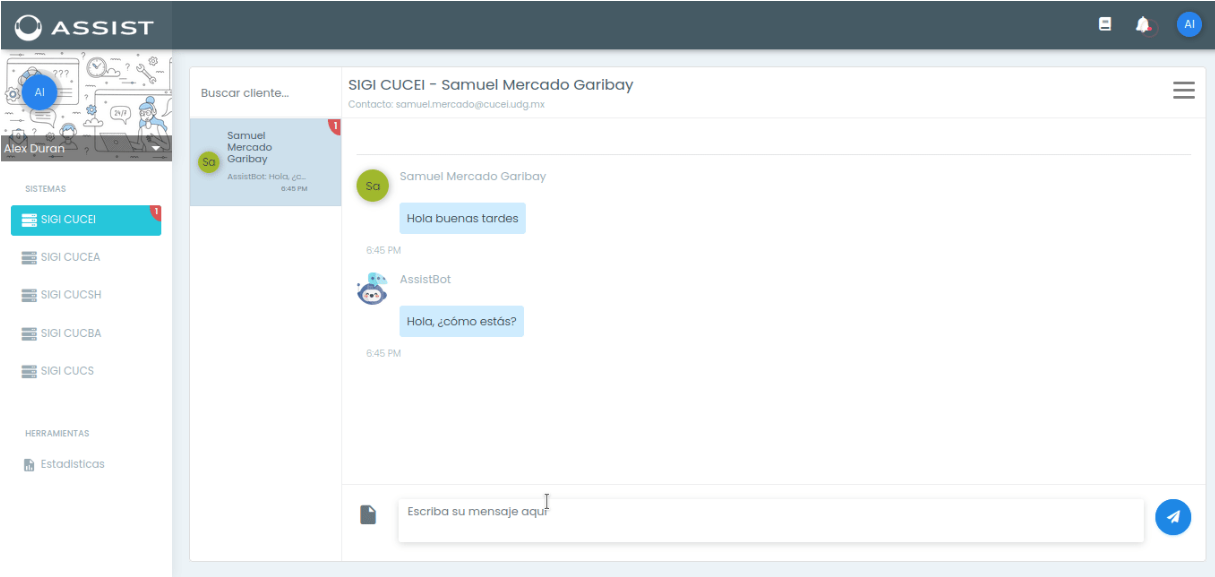 ASSIST
AI
???
24/7
AI
Alex Duran
SISTEMAS
SIGI CUCEI
1
SIGI CUCEA
SIGI CUCSH
SIGI CUCBA
SIGI CUCS
HERRAMIENTAS
Estadisticas
Buscar cliente...
1
Samuel
Mercado
Garibay
Sa
AssistBot: Hola, ¿c...
6:45 PM
SIGI CUCEI - Samuel Mercado Garibay
Contacto: samuel.mercado@cucei.udg.mx
Sa
Samuel Mercado Garibay
Hola buenas tardes
6:45 PM
AssistBot
Hola, ¿cómo estás?
6:45 PM
Escriba su mensaje aquí